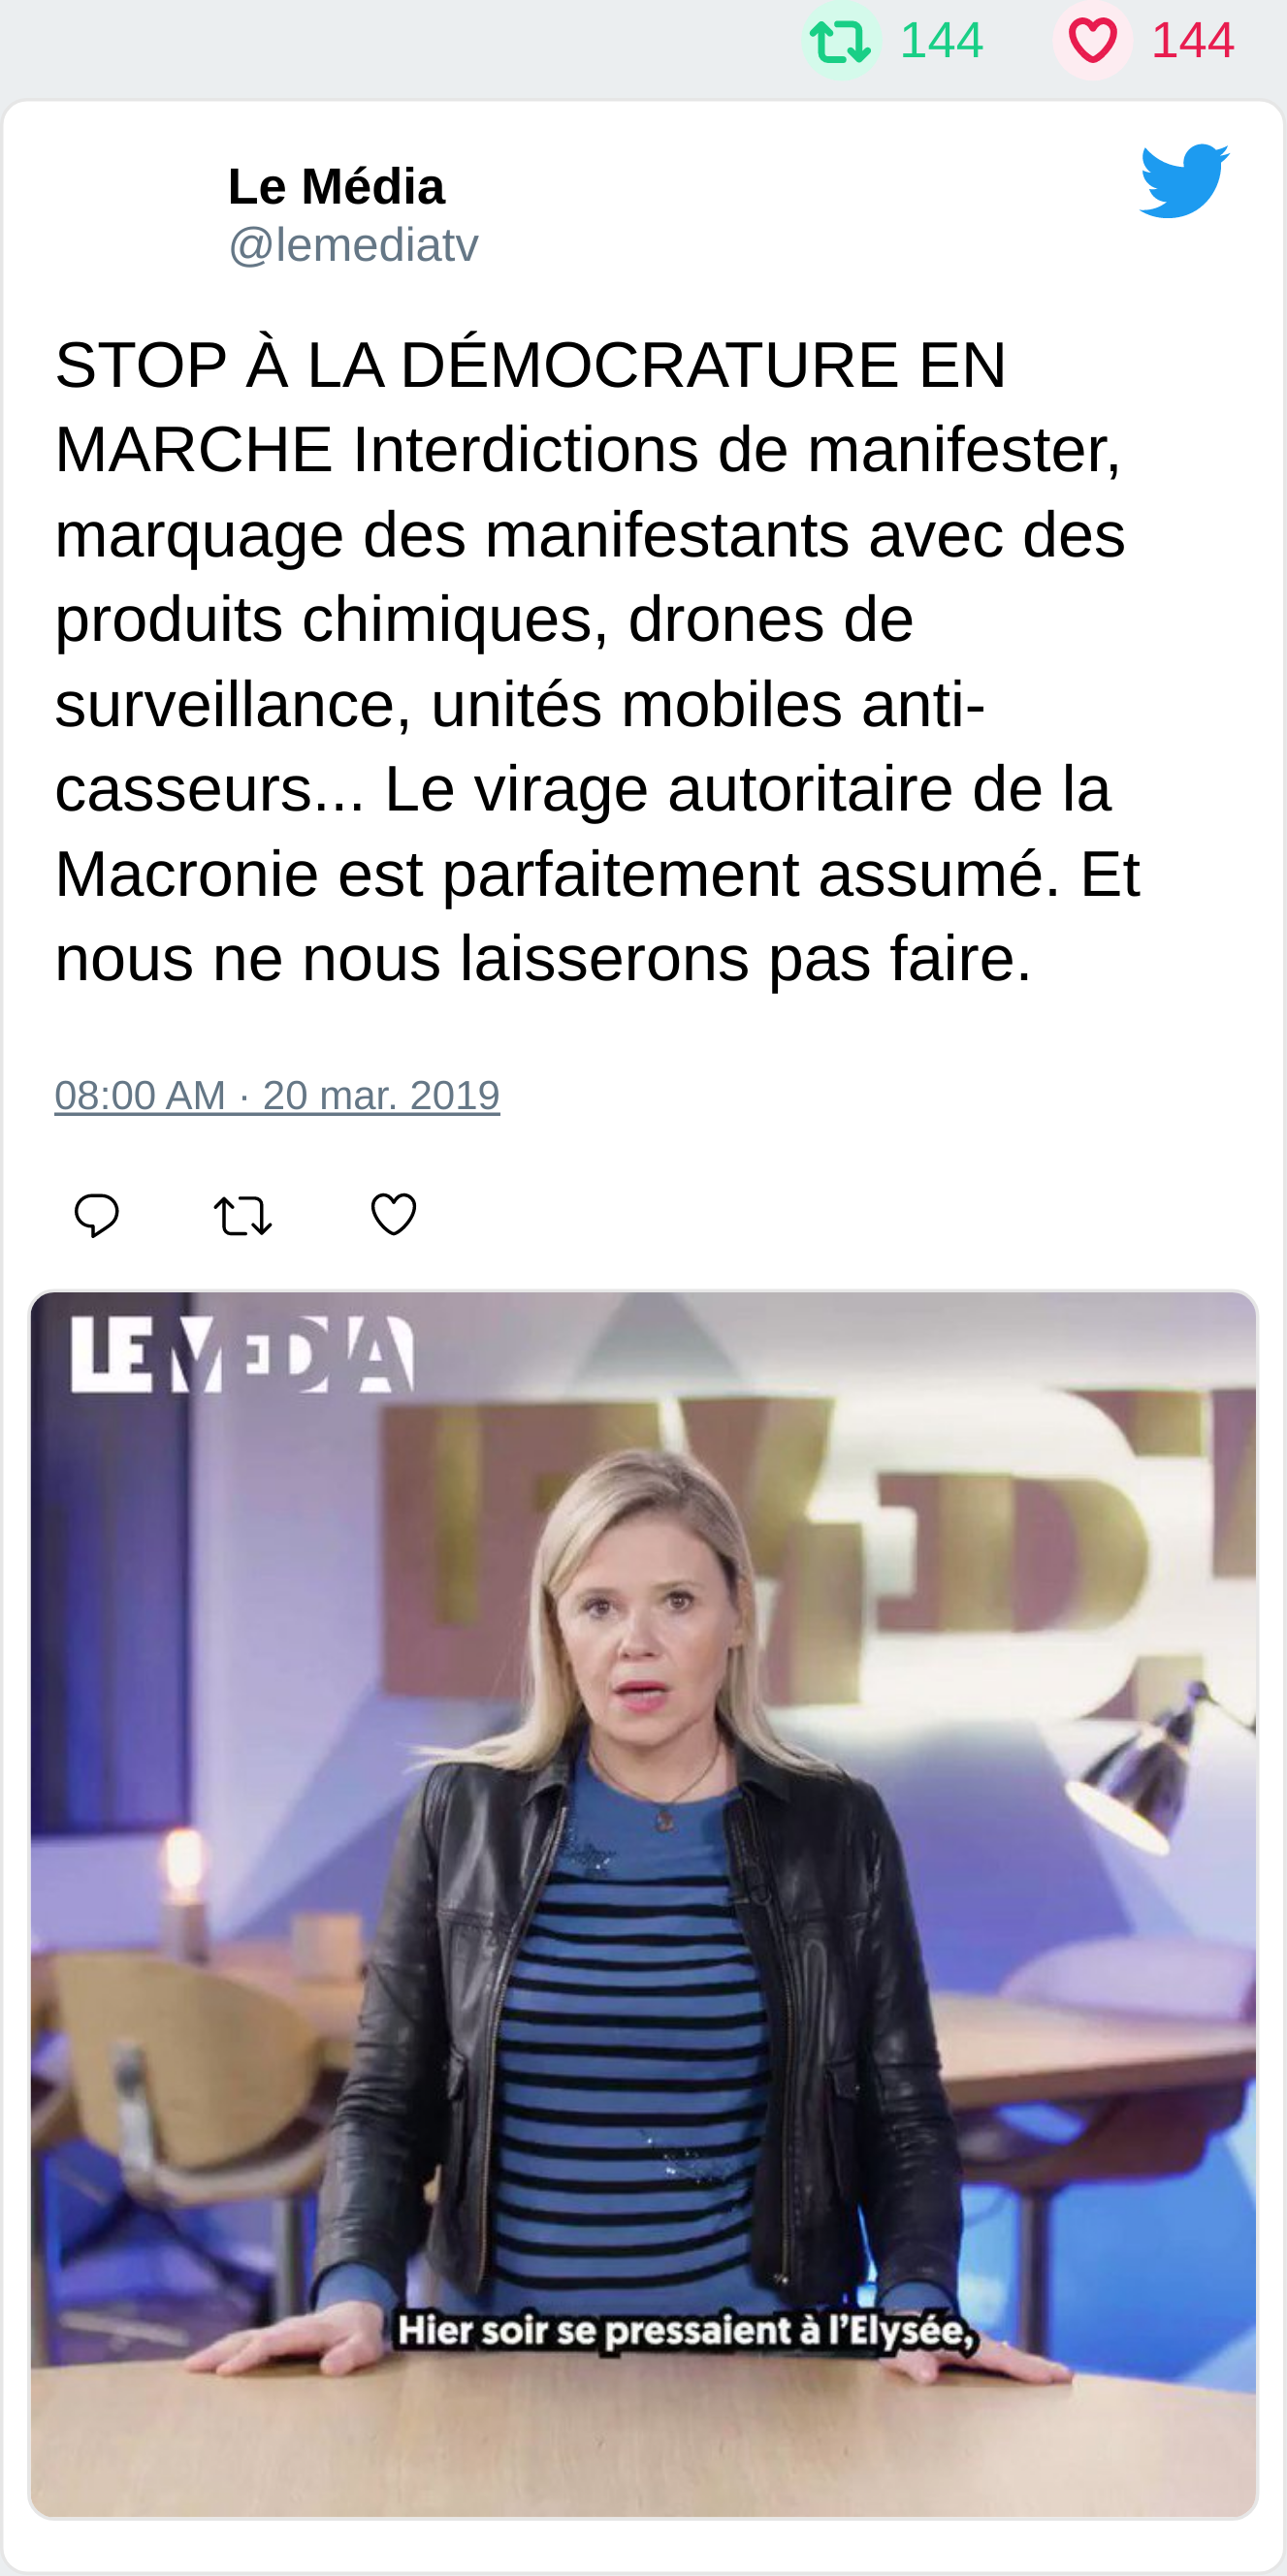 144 144
Le Média
@lemediatv
STOP À LA DÉMOCRATURE EN
MARCHE Interdictions de manifester,
marquage des manifestants avec des
produits chimiques, drones de
surveillance, unités mobiles anti-
casseurs... Le virage autoritaire de la
Macronie est parfaitement assumé. Et
nous ne nous laisserons pas faire.
08:00 AM · 20 mar. 2019
LE MEDIA
Hier soir se pressaient à l'Elysée,